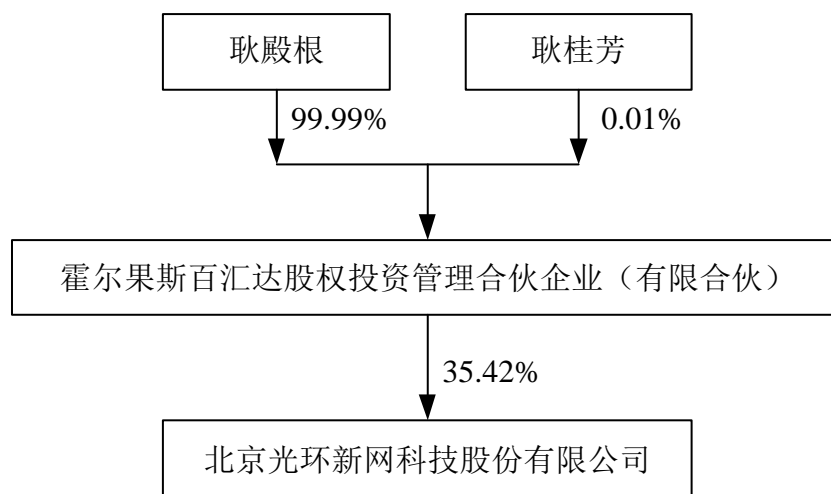 耿殿根
耿桂芳
99.99%
0.01%
霍尔果斯百汇达股权投资管理合伙企业（有限合伙）
35.42%
北京光环新网科技股份有限公司